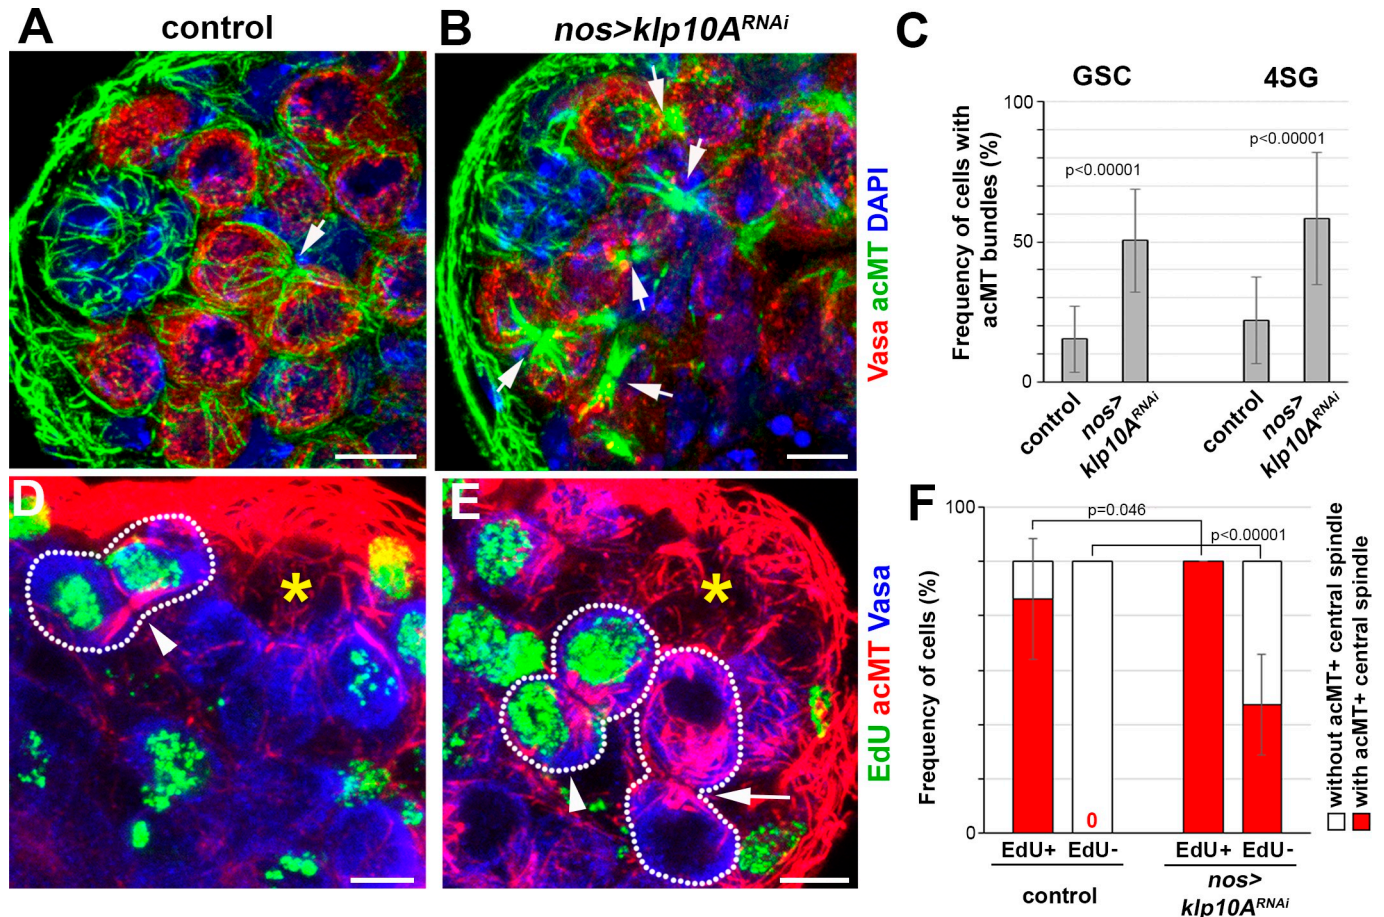 A control
B nos>klp10A^RNAi
Vasa acMT DAPI
C
GSC 4SG
Frequency of cells with
acMT bundles (%)
100
50
0
p<0.00001
p<0.00001
control
nos>
klp10A^RNAi
control
nos>
klp10A^RNAi
D
*
E
*
EdU acMT Vasa
F
Frequency of cells (%)
100
0
p=0.046
p<0.00001
0
EdU+ EdU- EdU+ EdU-
control
nos>
klp10A^RNAi
without acMT+ central spindle
with acMT+ central spindle